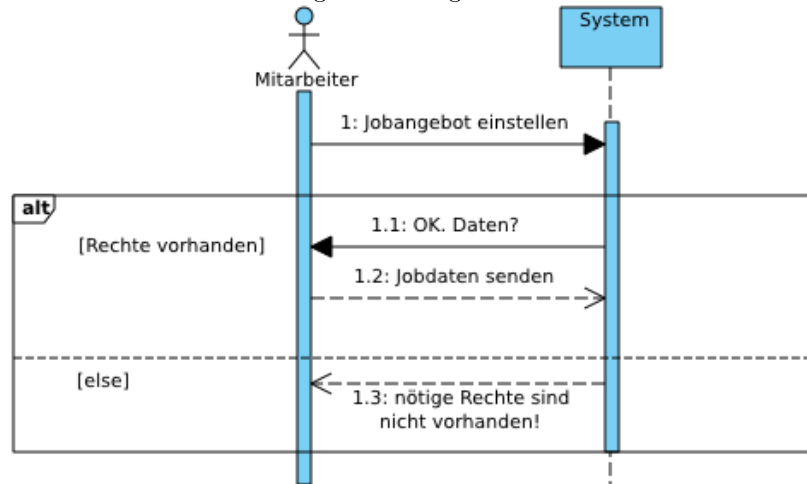 System
Mitarbeiter
1: Jobangebot einstellen
alt
1.1: OK. Daten?
[Rechte vorhanden]
1.2: Jobdaten senden
[else]
1.3: nötige Rechte sind
nicht vorhanden!